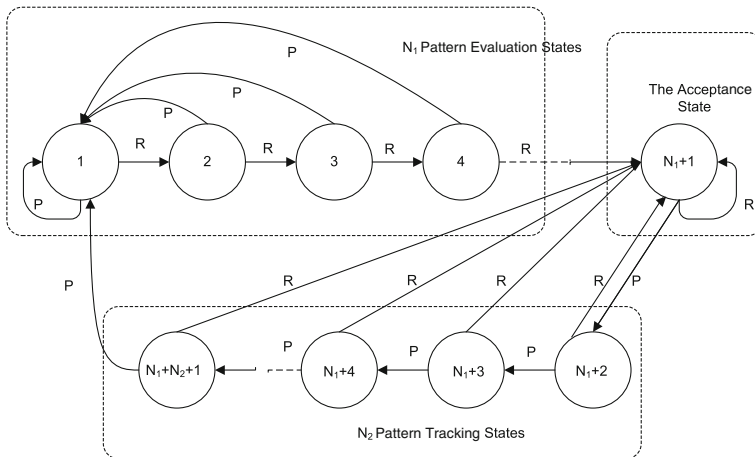 N₁ Pattern Evaluation States
P
P
P
The Acceptance
State
1
R
2
R
3
R
4
R
N₁+1
P
R
P
R
R
R
R
P
N₁+N₂+1
P
N₁+4
P
N₁+3
P
N₁+2
N₂ Pattern Tracking States